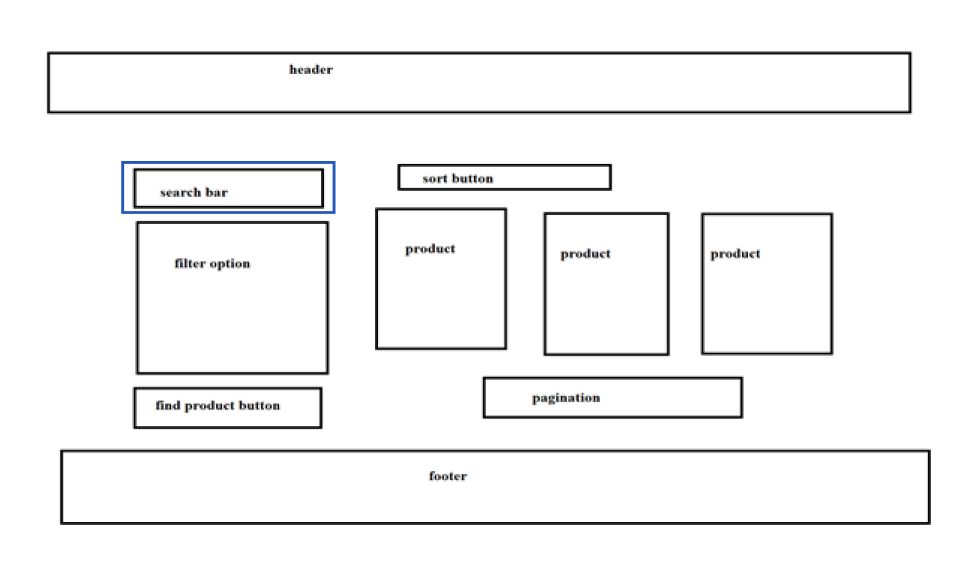 header
search bar
sort button
filter option
product
product
product
find product button
pagination
footer